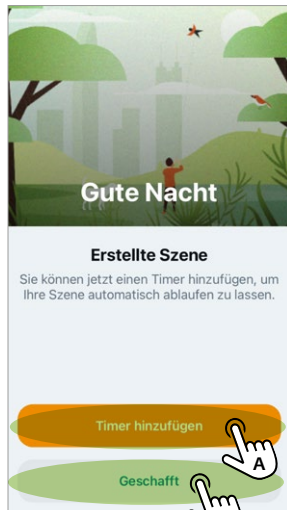 Gute Nacht
Erstellte Szene
Sie können jetzt einen Timer hinzufügen, um
Ihre Szene automatisch ablaufen zu lassen.
Timer hinzufügen
A
Geschafft